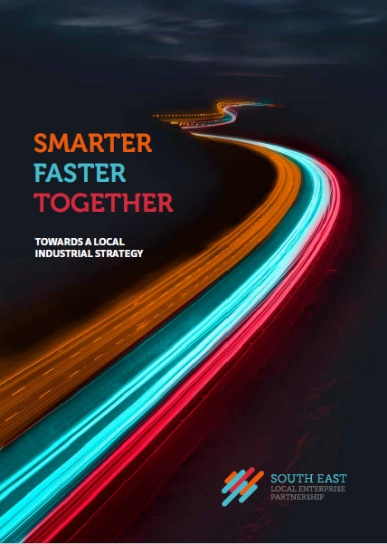 SMARTER
FASTER
TOGETHER
TOWARDS A LOCAL
INDUSTRIAL STRATEGY
SOUTH EAST
LOCAL ENTERPRISE
PARTNERSHIP